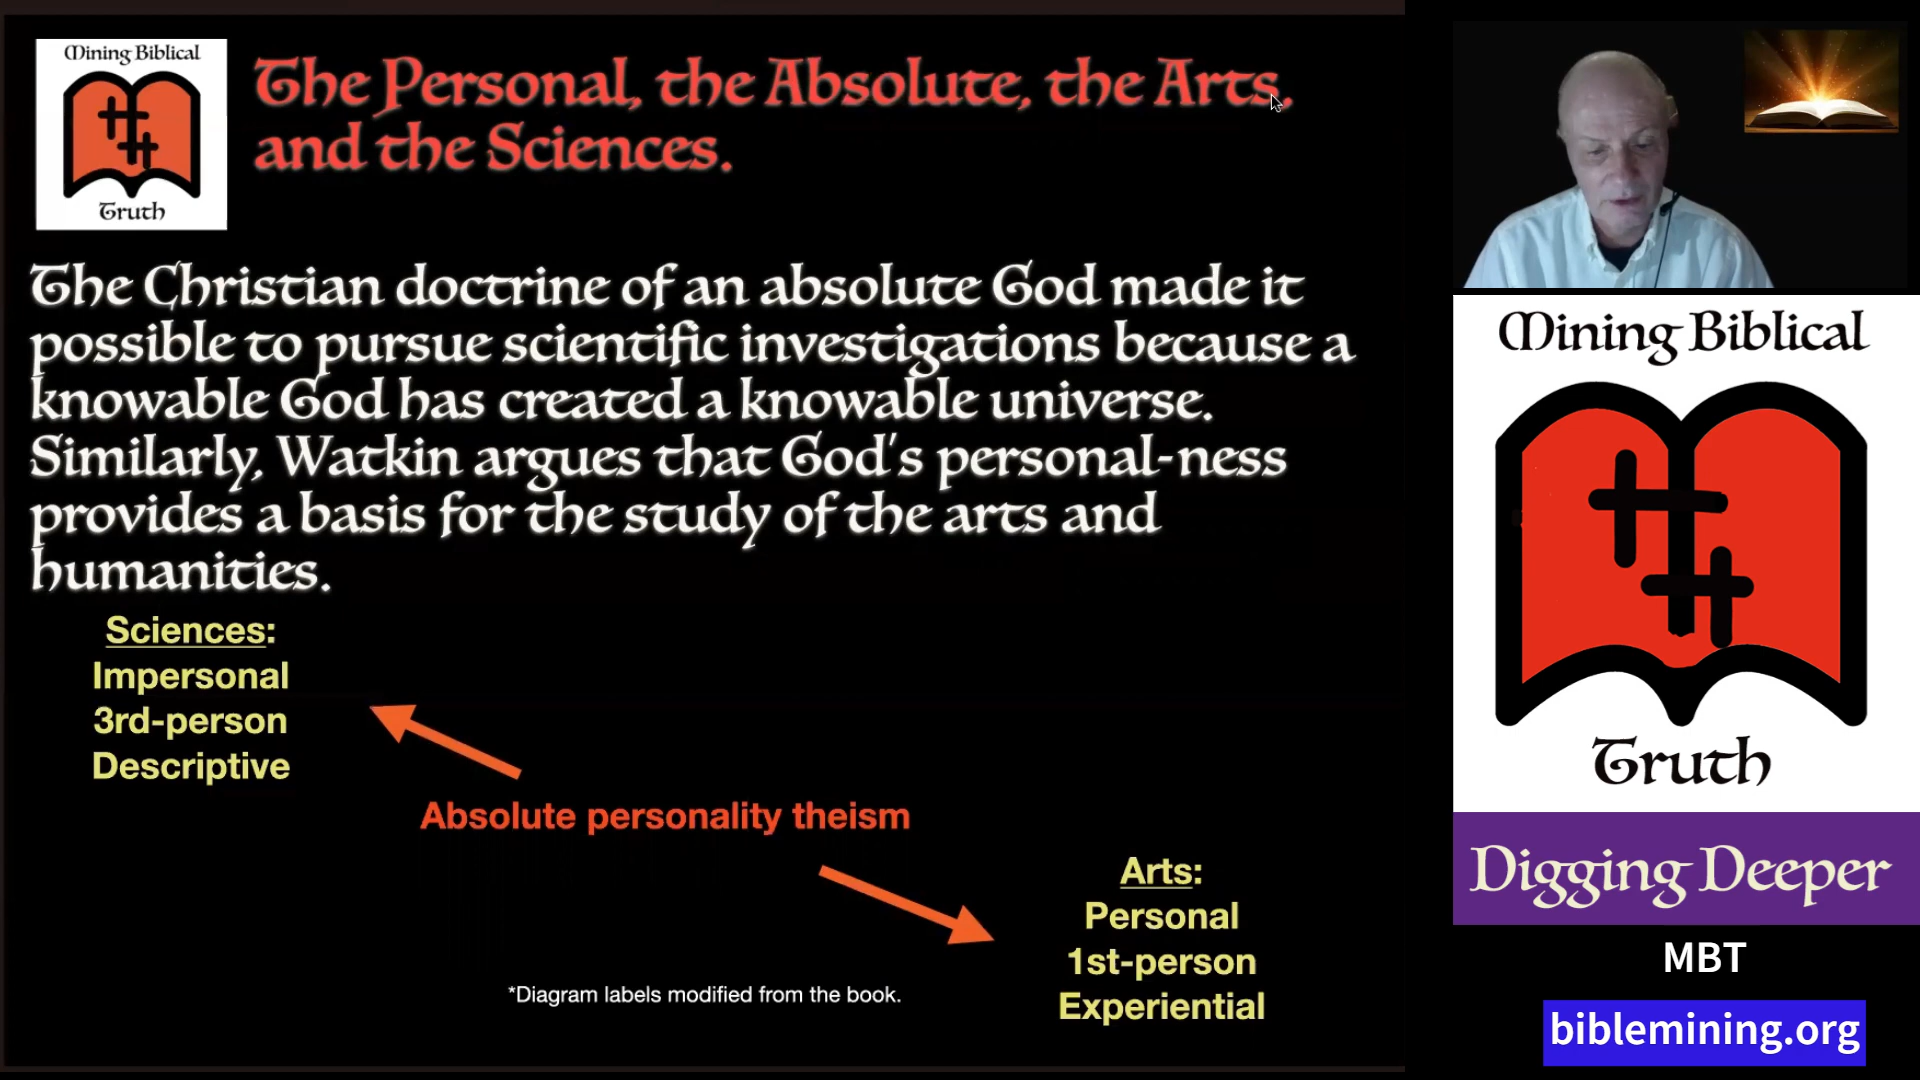 Mining Biblical
Truth
The Personal, the Absolute, the Arts,
and the Sciences.
The Christian doctrine of an absolute God made it
possible to pursue scientific investigations because a
knowable God has created a knowable universe.
Similarly, Watkin argues that God's personal-ness
provides a basis for the study of the arts and
humanities.
Sciences:
Impersonal
3rd-person
Descriptive
Absolute personality theism
Arts:
Personal
1st-person
Experiential
*Diagram labels modified from the book.
Mining Biblical
Truth
Digging Deeper
MBT
biblemining.org